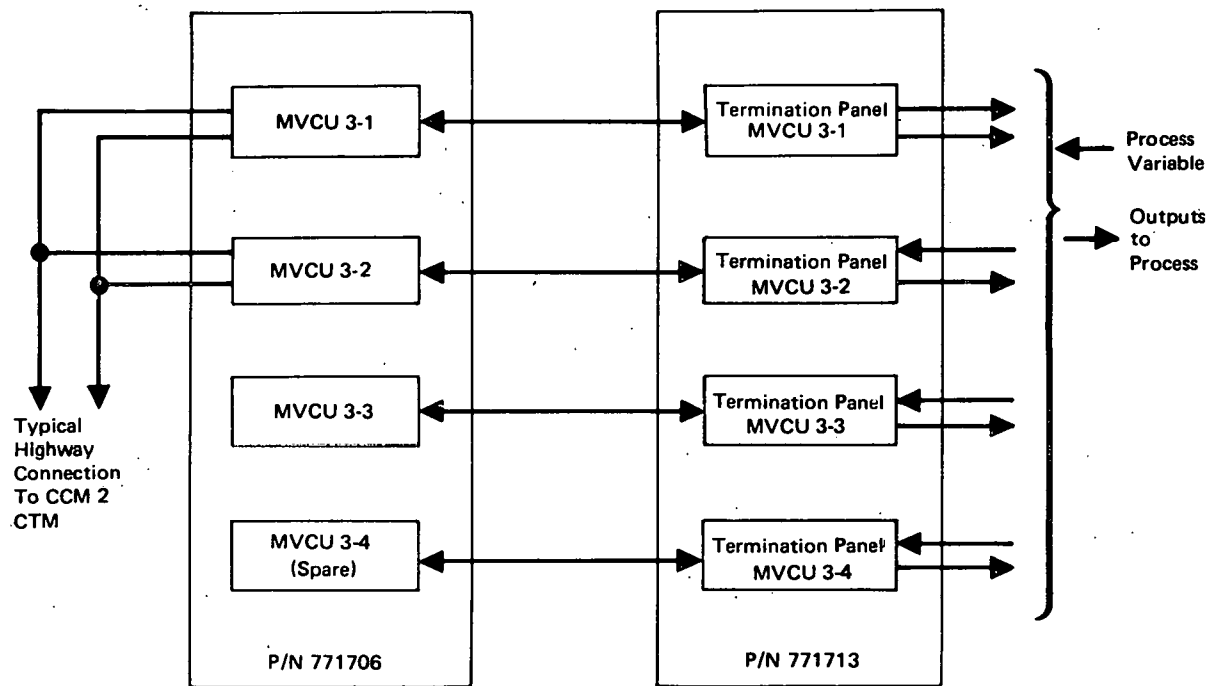 MVCU 3-1
Termination Panel
MVCU 3-1
Process
Variable
Outputs
to
Process
MVCU 3-2
Termination Panel
MVCU 3-2
MVCU 3-3
Termination Panel
MVCU 3-3
Typical
Highway
Connection
To CCM 2
CTM
MVCU 3-4
(Spare)
Termination Panel
MVCU 3-4
P/N 771706
P/N 771713